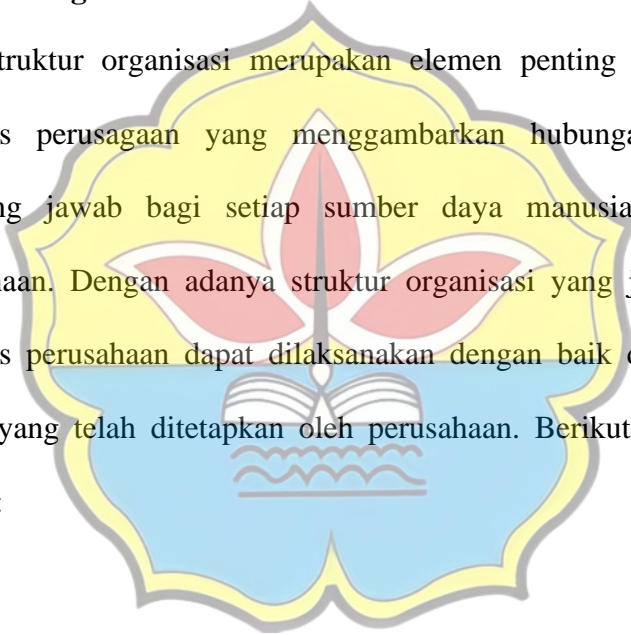 truktur organisasi merupakan elemen penting
s perusagaan yang menggambarkan hubunga
ng jawab bagi setiap sumber daya manusia
naan. Dengan adanya struktur organisasi yang j
s perusahaan dapat dilaksanakan dengan baik
yang telah ditetapkan oleh perusahaan. Berikut
: